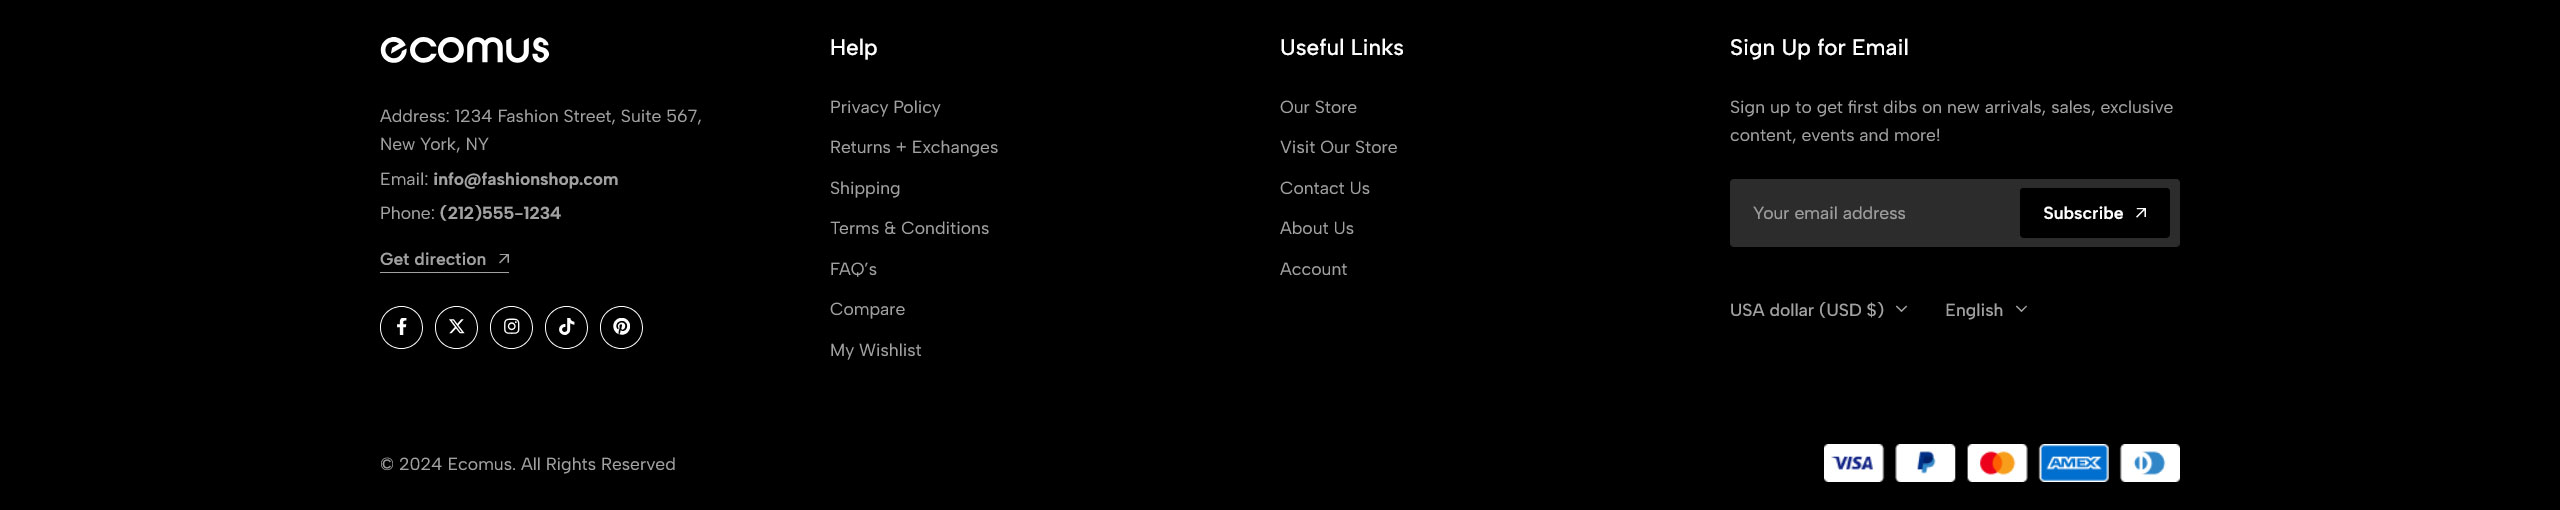 ecomus
Address: 1234 Fashion Street, Suite 567,
New York, NY
Email: info@fashionshop.com
Phone: (212)555-1234
Get direction
Help
Privacy Policy
Returns + Exchanges
Shipping
Terms & Conditions
FAQ’s
Compare
My Wishlist
Useful Links
Our Store
Visit Our Store
Contact Us
About Us
Account
Sign Up for Email
Sign up to get first dibs on new arrivals, sales, exclusive
content, events and more!
Your email address
Subscribe
USA dollar (USD $)
English
© 2024 Ecomus. All Rights Reserved
VISA
AMEX